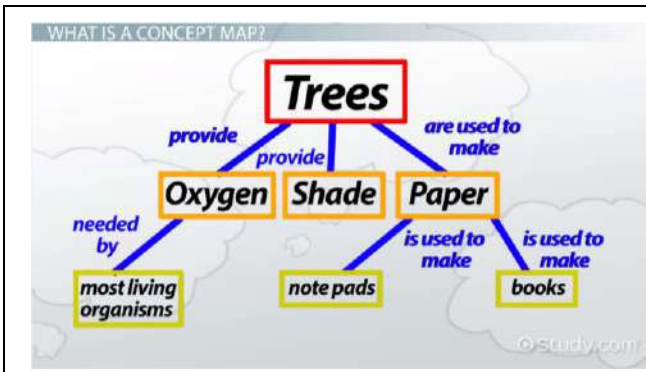 WHAT IS A CONCEPT MAP?
Trees
provide
provide
are used to
make
Oxygen
Shade
Paper
needed
by
is used to
make
is used to
make
most living
organisms
note pads
books
Study.com